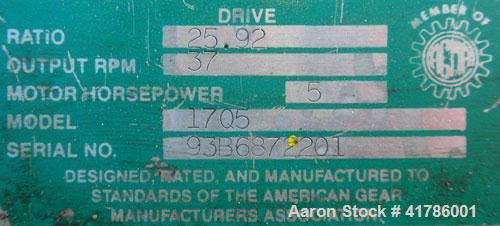 DRIVE
MEMBER OF
RATIO 25.92
OUTPUT RPM 37
MOTOR HORSEPOWER 5
MODEL 17Q5
SERIAL NO. 93B6872201
DESIGNED, RATED, AND MANUFACTURED TO
STANDARDS OF THE AMERICAN GEAR
MANUFACTURERS ASSOCIATION.
Aaron Stock # 41786001